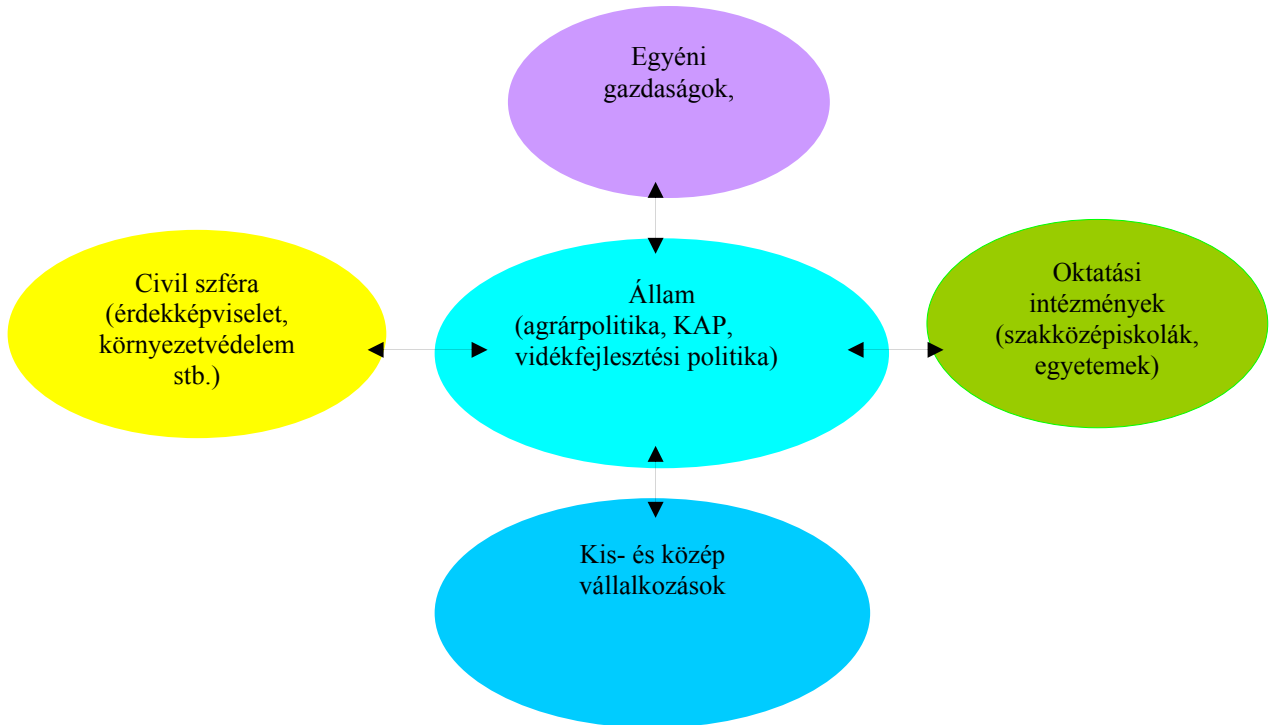 Egyéni
gazdaságok,
Civil szféra
(érdekképviselet,
környezetvédelem
stb.)
Állam
(agrárpolitika, KAP,
vidékfejlesztési politika)
Oktatási
intézmények
(szakközépiskolák,
egyetemek)
Kis- és közép
vállalkozások